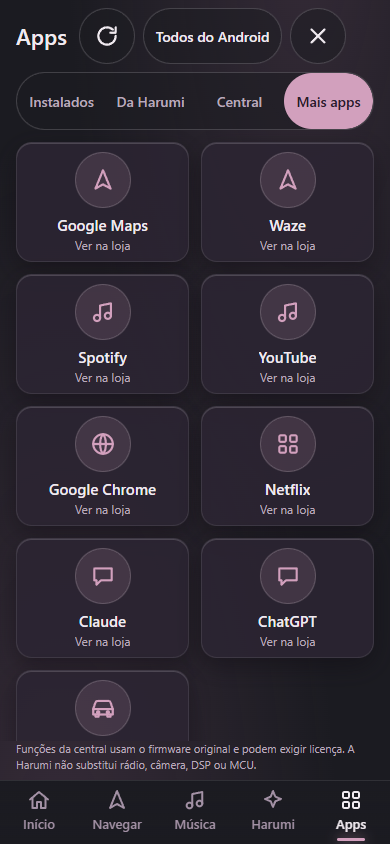 Apps
Todos do Android
Instalados Da Harumi Central Mais apps
Google Maps
Ver na loja
Waze
Ver na loja
Spotify
Ver na loja
YouTube
Ver na loja
Google Chrome
Ver na loja
Netflix
Ver na loja
Claude
Ver na loja
ChatGPT
Ver na loja
Funções da central usam o firmware original e podem exigir licença. A
Harumi não substitui rádio, câmera, DSP ou MCU.
Início Navegar Música Harumi Apps